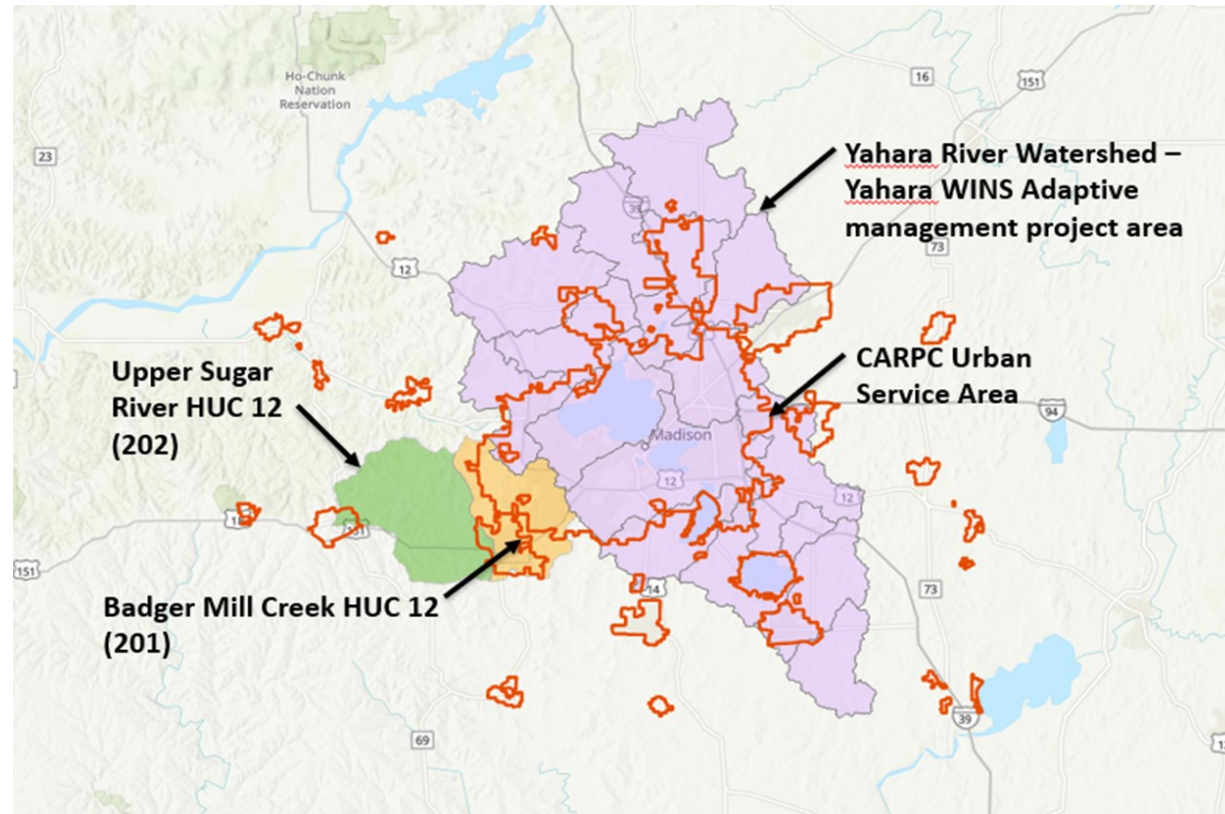 Ho-Chunk
Nation
Reservation
16
151
23
Yahara River Watershed –
Yahara WINS Adaptive
management project area
39
73
12
CARPC Urban
Service Area
Upper Sugar
River HUC 12
(202)
94
Madison
12
12
151
151
Badger Mill Creek HUC 12
(201)
14
73
39
69